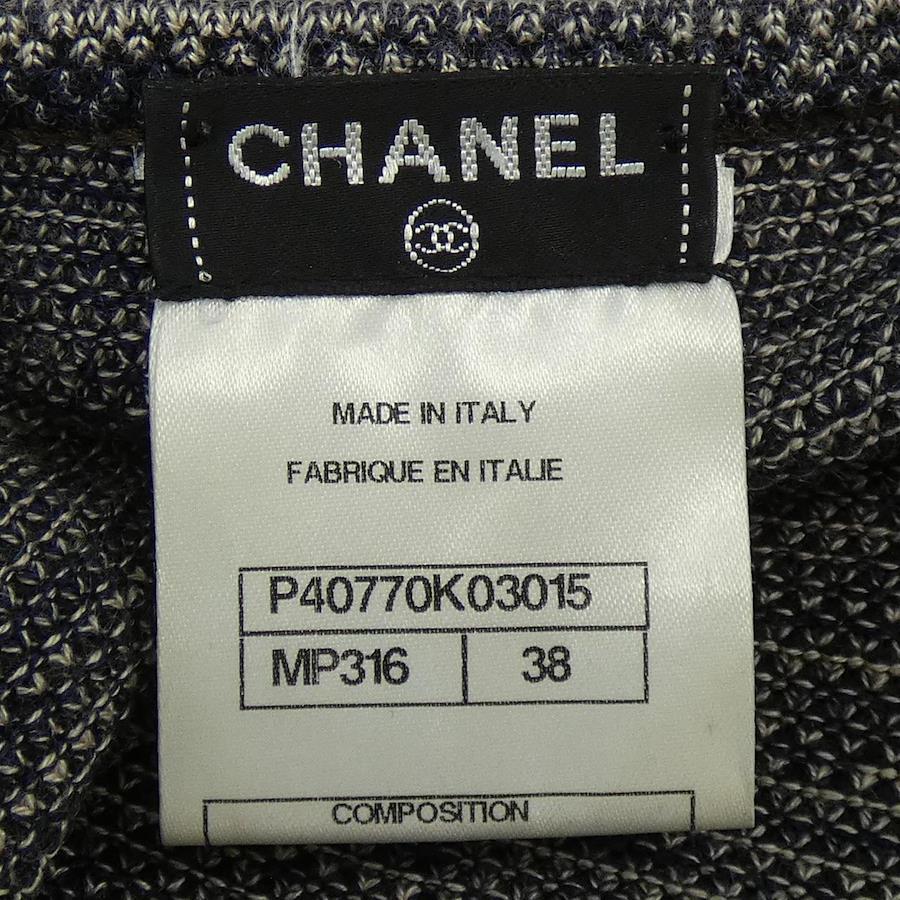 CHANEL
MADE IN ITALY
FABRIQUE EN ITALIE
P40770K03015
MP316 38
COMPOSITION